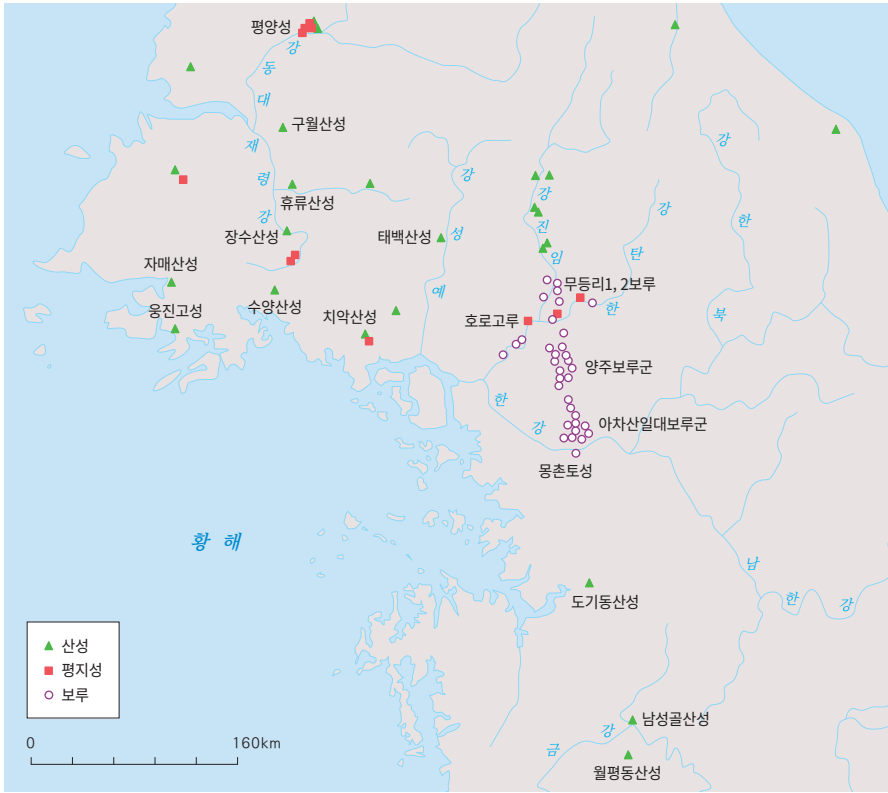 평양성
강
동
대
구월산성
재
령
강
휴류산성
장수산성
태백산성
강
성
예
강
진
임
강
탄
한
강
한
북
자매산성
무등리1, 2보루
수양산성
웅진고성
치악산성
호로고루
양주보루군
한
강
아차산일대보루군
몽촌토성
황 해
남
한
강
도기동산성
남성골산성
강
금
월평동산성
산성
평지성
보루
0 160km